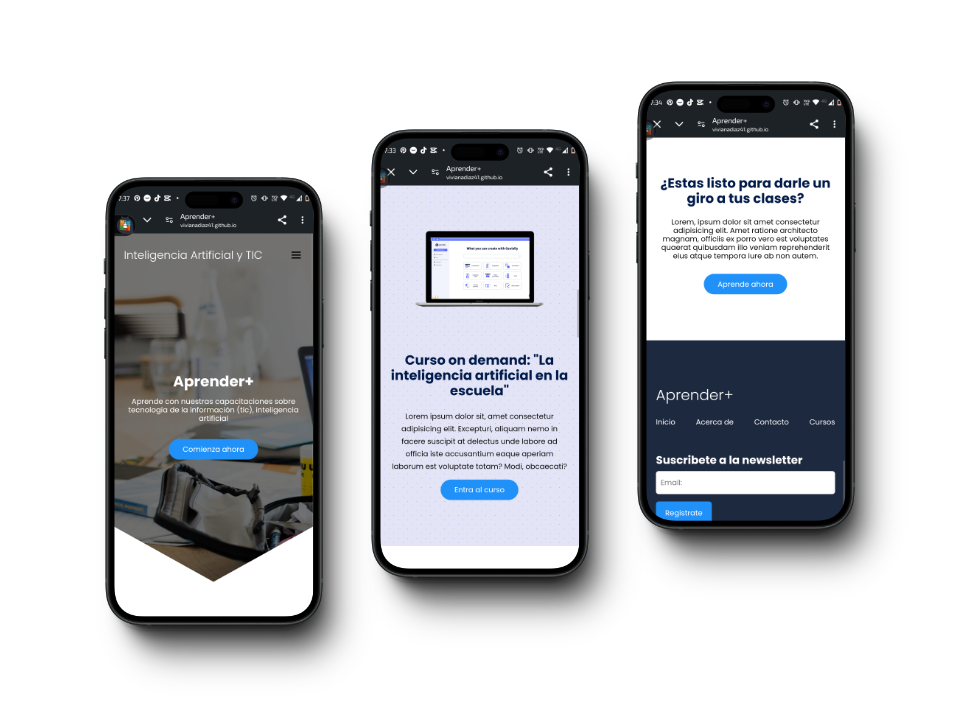 7:37
Aprender+
vivianadiaz41.github.io
Inteligencia Artificial y TIC
Aprender+
Aprende con nuestras capacitaciones sobre
tecnología de la información (tic), inteligencia
artificial
Comienza ahora
7:33
Aprender+
vivianadiaz41.github.io
What you can create with Genially
Curso on demand: "La
inteligencia artificial en la
escuela"
Lorem ipsum dolor sit, amet consectetur
adipisicing elit. Excepturi, aliquam nemo in
facere suscipit at delectus unde labore ad
officia iste accusantium eaque aperiam
laborum est voluptate totam? Modi, obcaecati?
Entra al curso
7:34
Aprender+
vivianadiaz41.github.io
¿Estas listo para darle un
giro a tus clases?
Lorem, ipsum dolor sit amet consectetur
adipisicing elit. Amet ratione architecto
magnam, officiis ex porro vero est voluptates
quaerat quibusdam illo veniam reprehenderit
eius atque tempora iure ab non autem.
Aprende ahora
Aprender+
Inicio Acerca de Contacto Cursos
Suscribete a la newsletter
Email:
Registrate